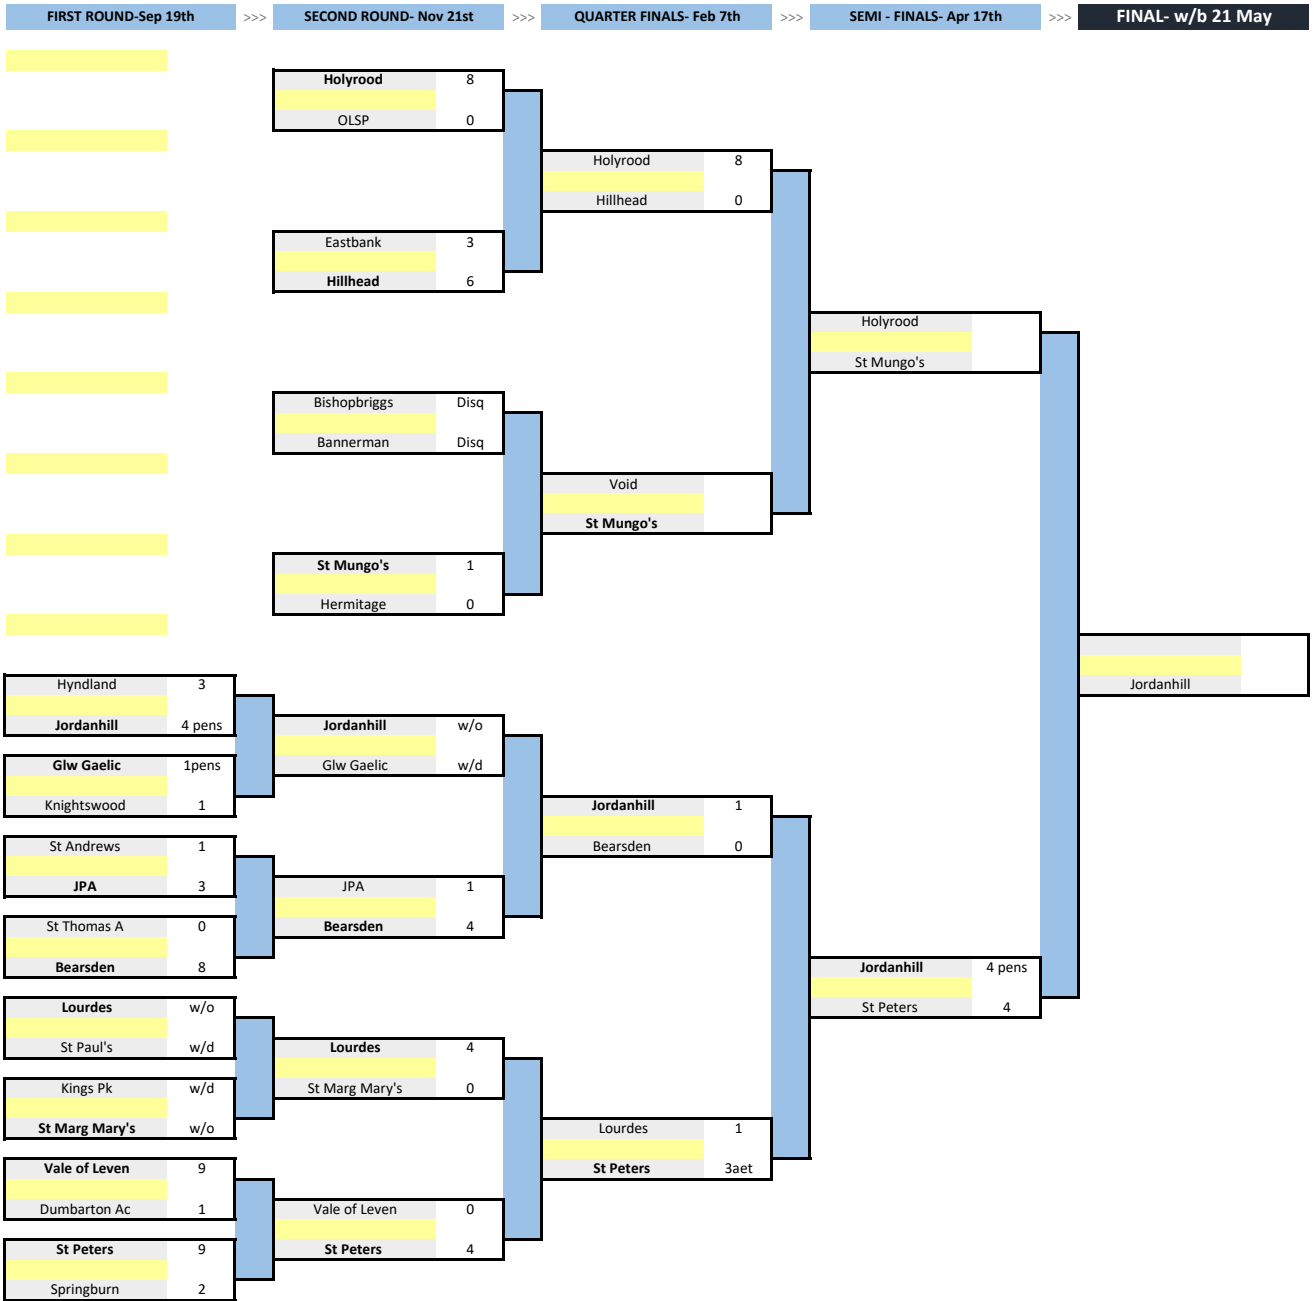 FIRST ROUND-Sep 19th >>> SECOND ROUND- Nov 21st >>> QUARTER FINALS- Feb 7th >>> SEMI - FINALS- Apr 17th >>> FINAL- w/b 21 May
Holyrood 8
OLSP 0
Holyrood 8
Hillhead 0
Eastbank 3
Hillhead 6
Holyrood
St Mungo's
Bishopbriggs Disq
Bannerman Disq
Void
St Mungo's
St Mungo's 1
Hermitage 0
Hyndland 3
Jordanhill
Jordanhill 4 pens
Jordanhill w/o
Glw Gaelic 1pens
Glw Gaelic w/d
Knightswood 1
Jordanhill 1
St Andrews 1
Bearsden 0
JPA 3
JPA 1
St Thomas A 0
Bearsden 4
Bearsden 8
Jordanhill 4 pens
Lourdes w/o
St Peters 4
St Paul's w/d
Lourdes 4
Kings Pk w/d
St Marg Mary's 0
St Marg Mary's w/o
Lourdes 1
Vale of Leven 9
St Peters 3aet
Dumbarton Ac 1
Vale of Leven 0
St Peters 9
St Peters 4
Springburn 2